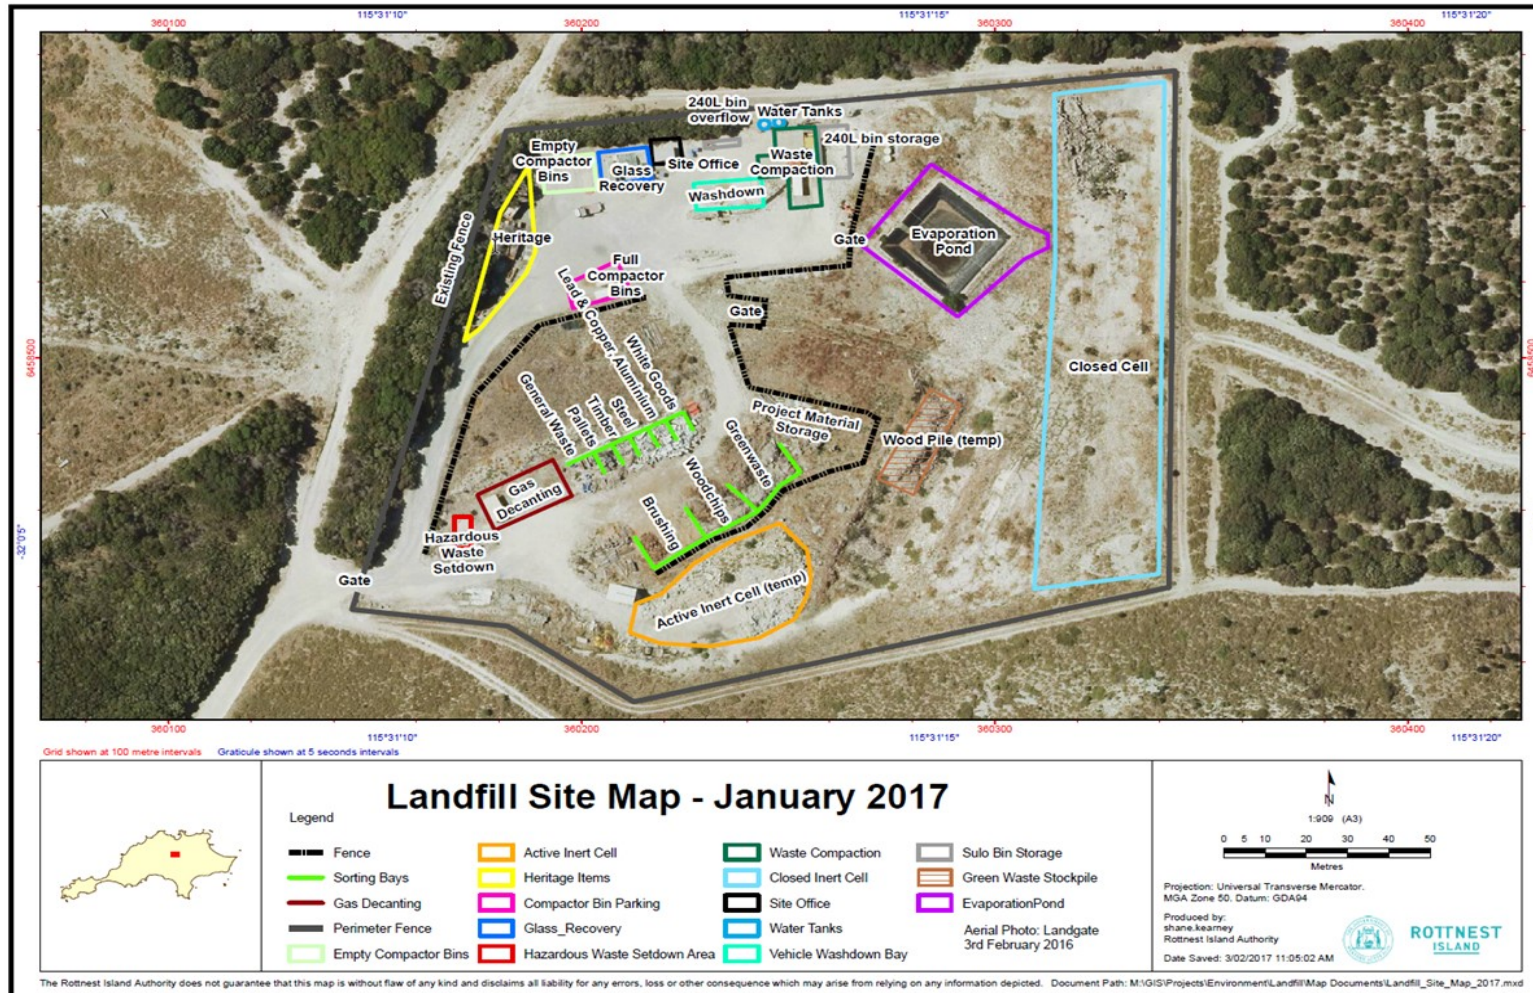 360100
115°31'10"
360200
115°31'15"
360300
360400
115°31'20"
6458500
6458500
-32°0'5"
240L bin
overflow
Water Tanks
240L bin storage
Empty
Compactor
Bins
Glass
Recovery
Site Office
Waste
Compaction
Washdown
Heritage
Existing Fence
Gate
Evaporation
Pond
Full
Compactor
Bins
Gate
Lead & Copper
Aluminium
White Goods
Steel
Timber
Pallets
General Waste
Closed Cell
Project Material
Storage
Greenwaste
Wood Pile (temp)
Woodchips
Brushing
Gas
Decanting
Hazardous
Waste
Setdown
Gate
Active Inert Cell (temp)
360100
115°31'10"
360200
115°31'15"
360300
360400
115°31'20"
Grid shown at 100 metre intervals Graticule shown at 5 seconds intervals
Landfill Site Map - January 2017
Legend
Fence
Sorting Bays
Gas Decanting
Perimeter Fence
Empty Compactor Bins
Active Inert Cell
Heritage Items
Compactor Bin Parking
Glass_Recovery
Hazardous Waste Setdown Area
Waste Compaction
Closed Inert Cell
Site Office
Water Tanks
Vehicle Washdown Bay
Sulo Bin Storage
Green Waste Stockpile
EvaporationPond
Aerial Photo: Landgate
3rd February 2016
N
1:909 (A3)
0 5 10 20 30 40 50
Metres
Projection: Universal Transverse Mercator.
MGA Zone 50. Datum: GDA94
Produced by:
shane.kearney
Rottnest Island Authority
Date Saved: 3/02/2017 11:05:02 AM
ROTTNEST
ISLAND
The Rottnest Island Authority does not guarantee that this map is without flaw of any kind and disclaims all liability for any errors, loss or other consequence which may arise from relying on any information depicted. Document Path: M:\GIS\Projects\Environment\Landfill\Map Documents\Landfill_Site_Map_2017.mxd